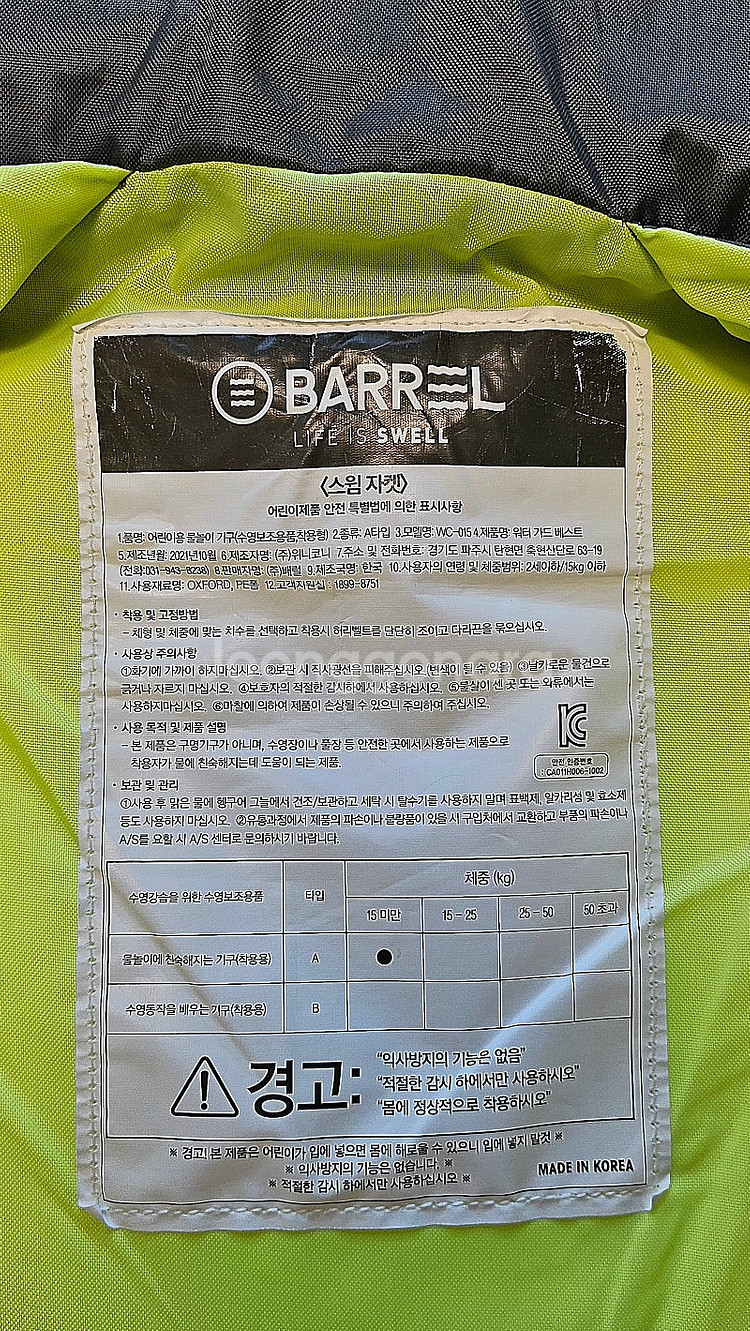 BARREL
LIFE IS SWELL
<스윔 자켓>
어린이제품 안전 특별법에 의한 표시사항
1.품명: 어린이용 물놀이 기구(수영보조용품,착용형) 2.종류: A타입 3.모델명: WC-015 4.제품명: 워터 가드 베스트
5.제조년월: 2021년10월 6.제조자명: (주)위니코니 7.주소 및 전화번호: 경기도 파주시 탄현면 축현산단로 63-19
(전화:031-943-8238) 8.판매자명: (주)배럴 9.제조국명: 한국 10.사용자의 연령 및 체중범위: 2세이하/15kg 이하
11.사용재료명: OXFORD, PE폼 12.고객지원실 : 1899-8751
· 착용 및 고정방법
- 체형 및 체중에 맞는 치수를 선택하고 착용시 허리벨트를 단단히 조이고 다리끈을 묶으십시오.
· 사용상 주의사항
①화기에 가까이 하지마십시오. ②보관 시 직사광선을 피해주십시오 (변색이 될 수 있음) ③날카로운 물건으로
긁거나 자르지 마십시오. ④보호자의 적절한 감시하에서 사용하십시오. ⑤물살이 센 곳 또는 와류에서는
사용하지마십시오. ⑥마찰에 의하여 제품이 손상될 수 있으니 주의하여 주십시오.
· 사용 목적 및 제품 설명
- 본 제품은 구명기구가 아니며, 수영장이나 풀장 등 안전한 곳에서 사용하는 제품으로
착용자가 물에 친숙해지는데 도움이 되는 제품.
안전 인증번호
: CA011H006-1002
· 보관 및 관리
①사용 후 맑은 물에 헹구어 그늘에서 건조/보관하고 세탁 시 탈수기를 사용하지 말며 표백제, 알카리성 및 효소제
등도 사용하지 마십시오. ②유통과정에서 제품의 파손이나 불량품이 있을 시 구입처에서 교환하고 부품의 파손이나
A/S를 요할 시 A/S 센터로 문의하시기 바랍니다.
수영강습을 위한 수영보조용품 타입 체중 (kg)
15 미만 15 - 25 25 - 50 50 초과
물놀이에 친숙해지는 기구(착용용) A ●
수영동작을 배우는 기구(착용용) B
경고: "익사방지의 기능은 없음"
"적절한 감시 하에서만 사용하시오"
"몸에 정상적으로 착용하시오"
※ 경고! 본 제품은 어린이가 입에 넣으면 몸에 해로울 수 있으니 입에 넣지 말것 ※
※ 익사방지의 기능은 없습니다. ※
※ 적절한 감시 하에서만 사용하십시오 ※
MADE IN KOREA